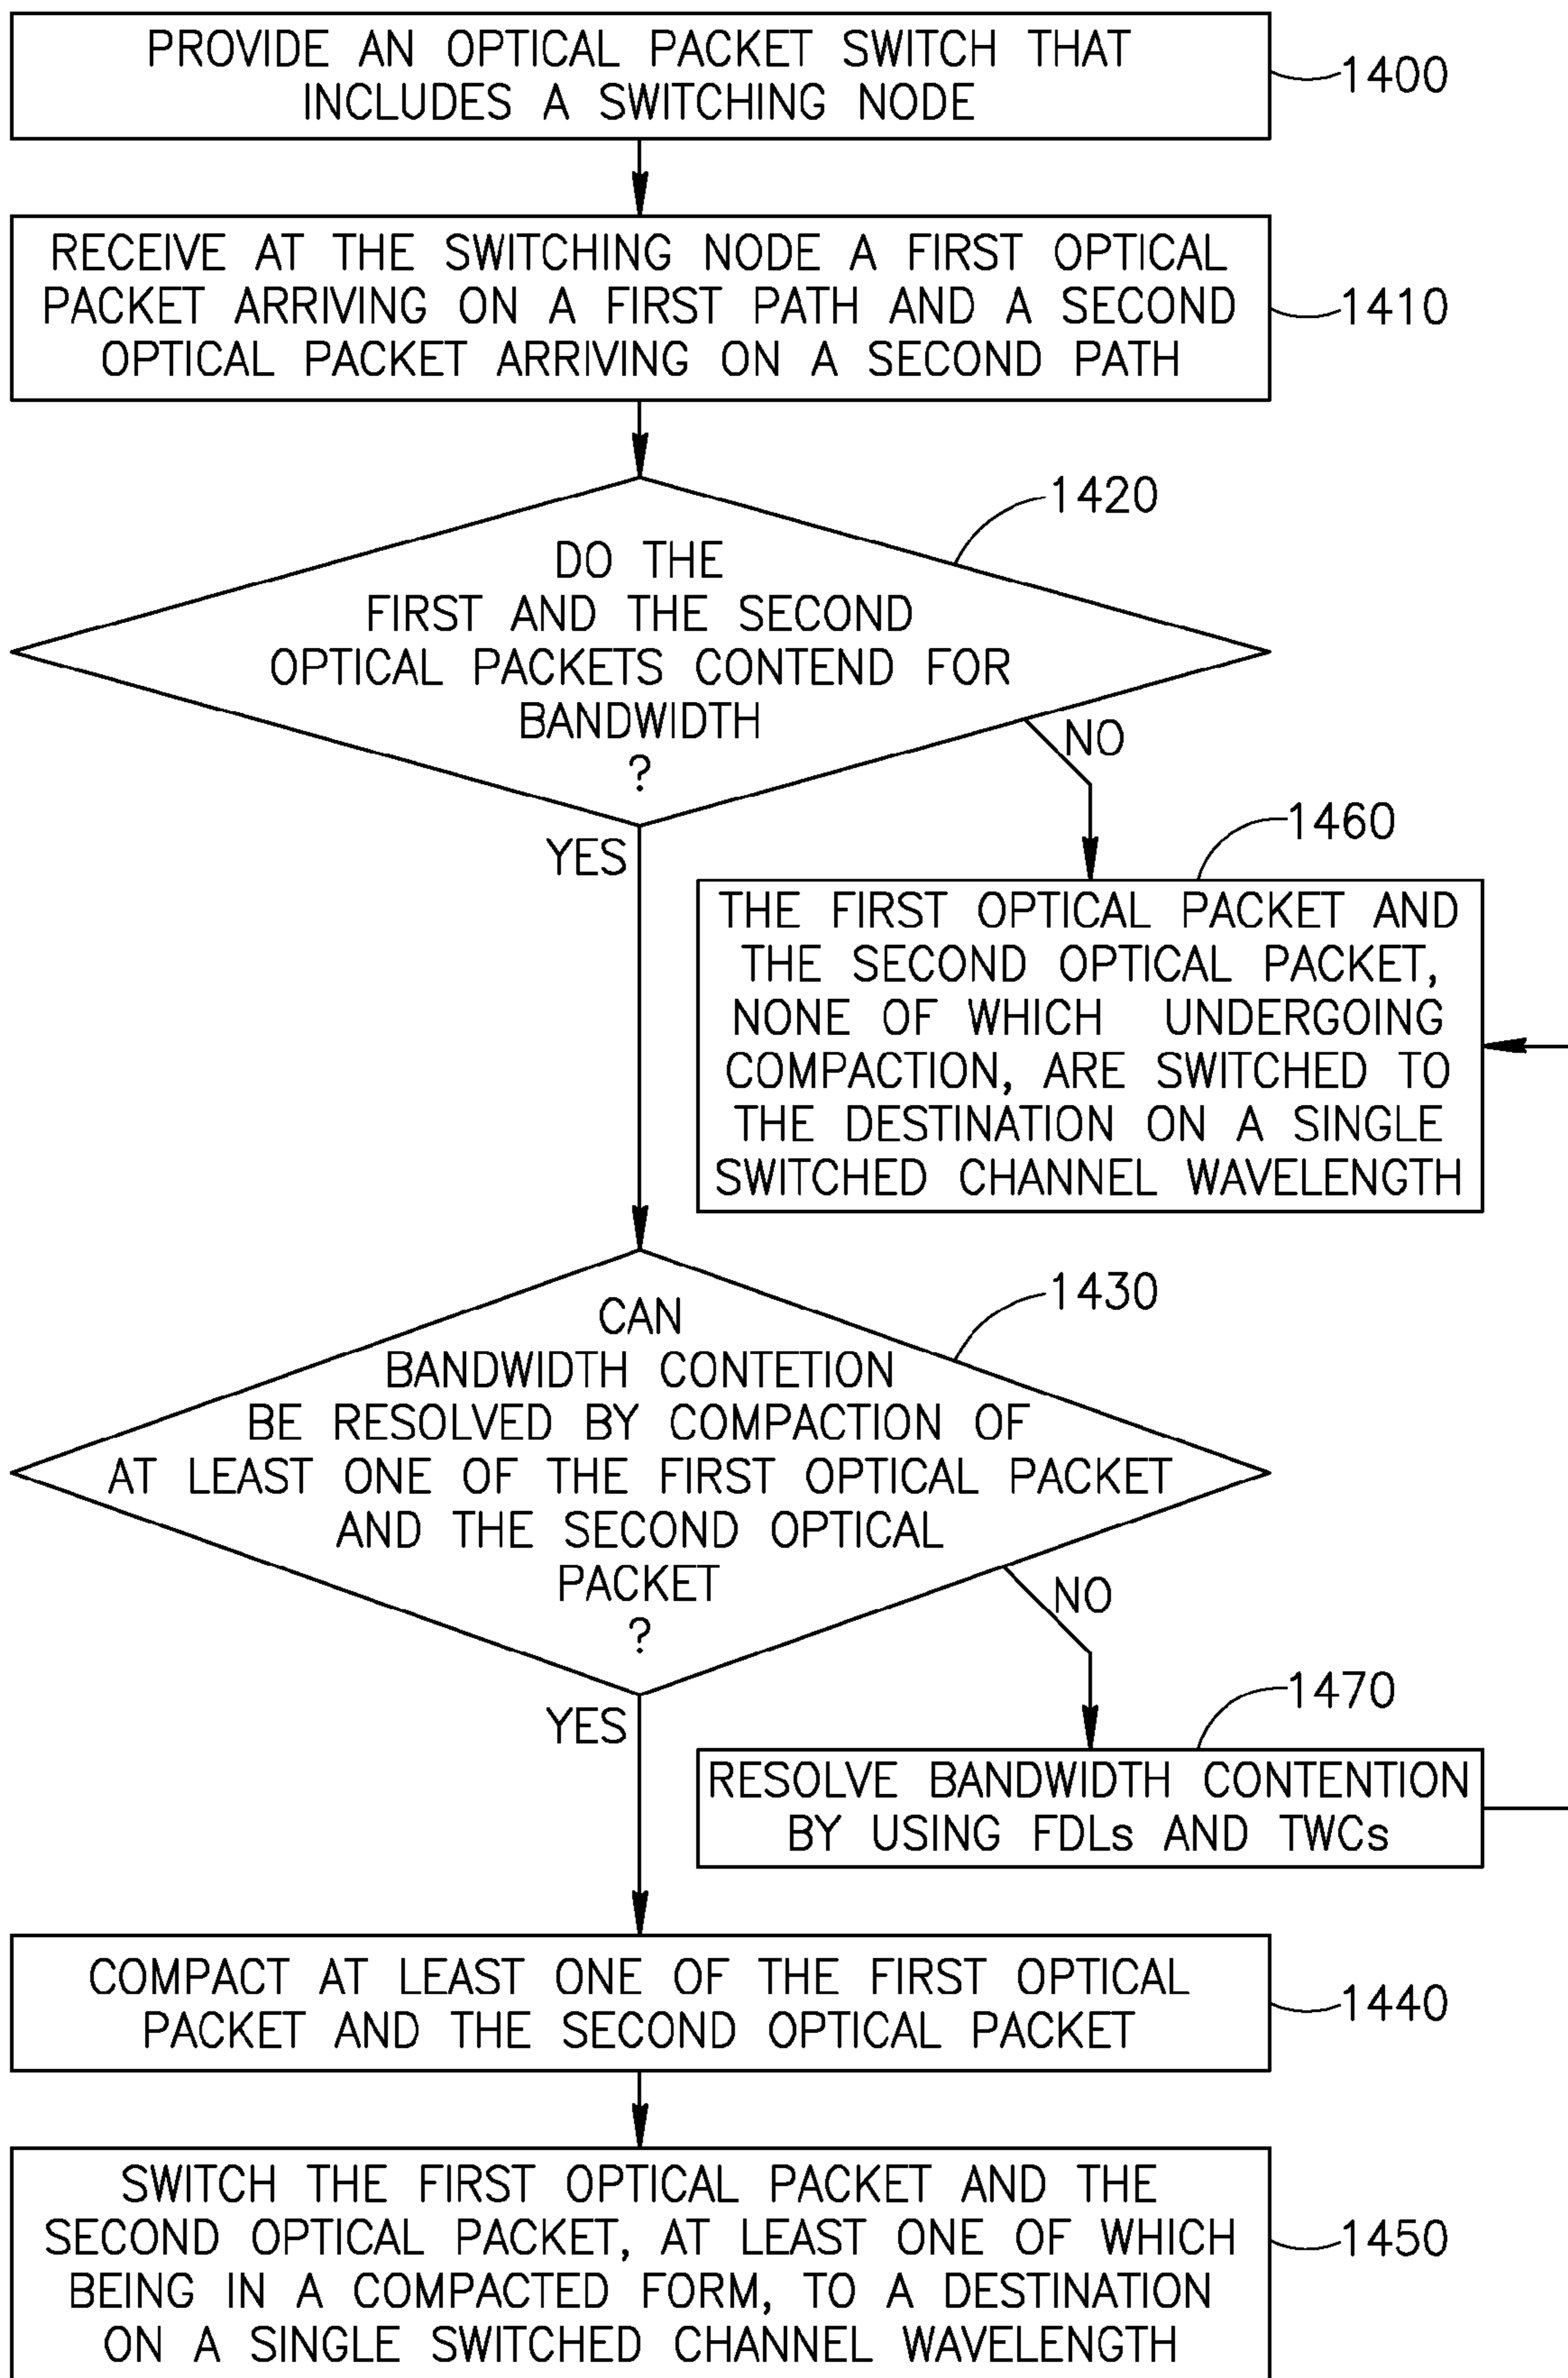 PROVIDE AN OPTICAL PACKET SWITCH THAT
INCLUDES A SWITCHING NODE
1400
RECEIVE AT THE SWITCHING NODE A FIRST OPTICAL
PACKET ARRIVING ON A FIRST PATH AND A SECOND
OPTICAL PACKET ARRIVING ON A SECOND PATH
1410
1420
DO THE
FIRST AND THE SECOND
OPTICAL PACKETS CONTEND FOR
BANDWIDTH
?
NO
YES
1460
THE FIRST OPTICAL PACKET AND
THE SECOND OPTICAL PACKET,
NONE OF WHICH UNDERGOING
COMPACTION, ARE SWITCHED TO
THE DESTINATION ON A SINGLE
SWITCHED CHANNEL WAVELENGTH
1430
CAN
BANDWIDTH CONTETION
BE RESOLVED BY COMPACTION OF
AT LEAST ONE OF THE FIRST OPTICAL PACKET
AND THE SECOND OPTICAL
PACKET
?
NO
YES
1470
RESOLVE BANDWIDTH CONTENTION
BY USING FDLs AND TWCs
COMPACT AT LEAST ONE OF THE FIRST OPTICAL
PACKET AND THE SECOND OPTICAL PACKET
1440
SWITCH THE FIRST OPTICAL PACKET AND THE
SECOND OPTICAL PACKET, AT LEAST ONE OF WHICH
BEING IN A COMPACTED FORM, TO A DESTINATION
ON A SINGLE SWITCHED CHANNEL WAVELENGTH
1450